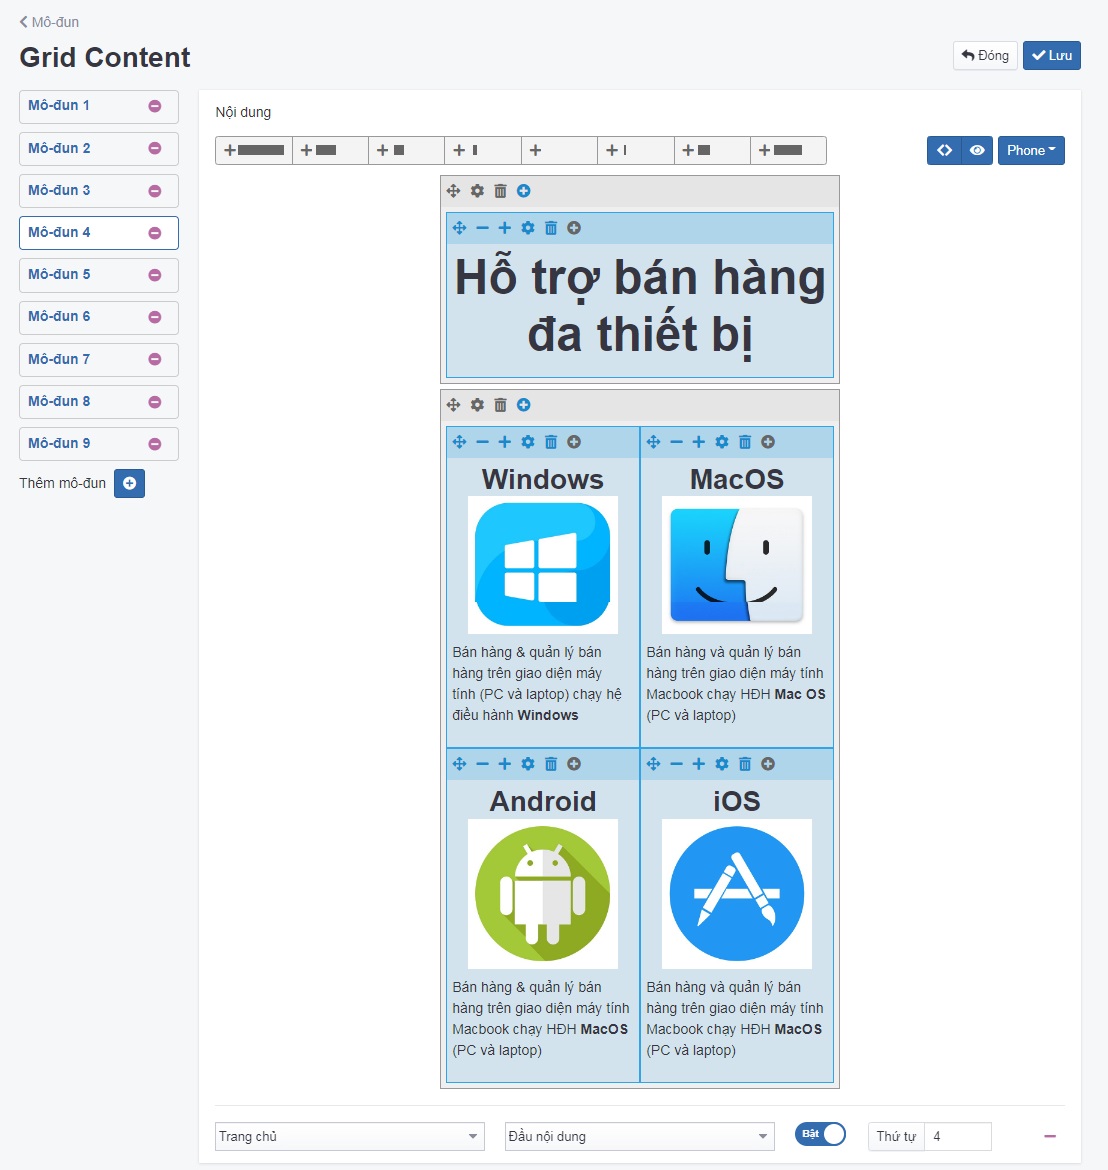 Mô-đun
Grid Content
Đóng
Lưu
Mô-đun 1
Mô-đun 2
Mô-đun 3
Mô-đun 4
Mô-đun 5
Mô-đun 6
Mô-đun 7
Mô-đun 8
Mô-đun 9
Thêm mô-đun
Nội dung
Phone
Hỗ trợ bán hàng
đa thiết bị
Windows
Bán hàng & quản lý bán
hàng trên giao diện máy
tính (PC và laptop) chạy hệ
điều hành Windows
MacOS
Bán hàng và quản lý bán
hàng trên giao diện máy tính
Macbook chạy HĐH Mac OS
(PC và laptop)
Android
Bán hàng & quản lý bán
hàng trên giao diện máy tính
Macbook chạy HĐH MacOS
(PC và laptop)
iOS
Bán hàng và quản lý bán
hàng trên giao diện máy tính
Macbook chạy HĐH MacOS
(PC và laptop)
Trang chủ
Đầu nội dung
Bật
Thứ tự
4